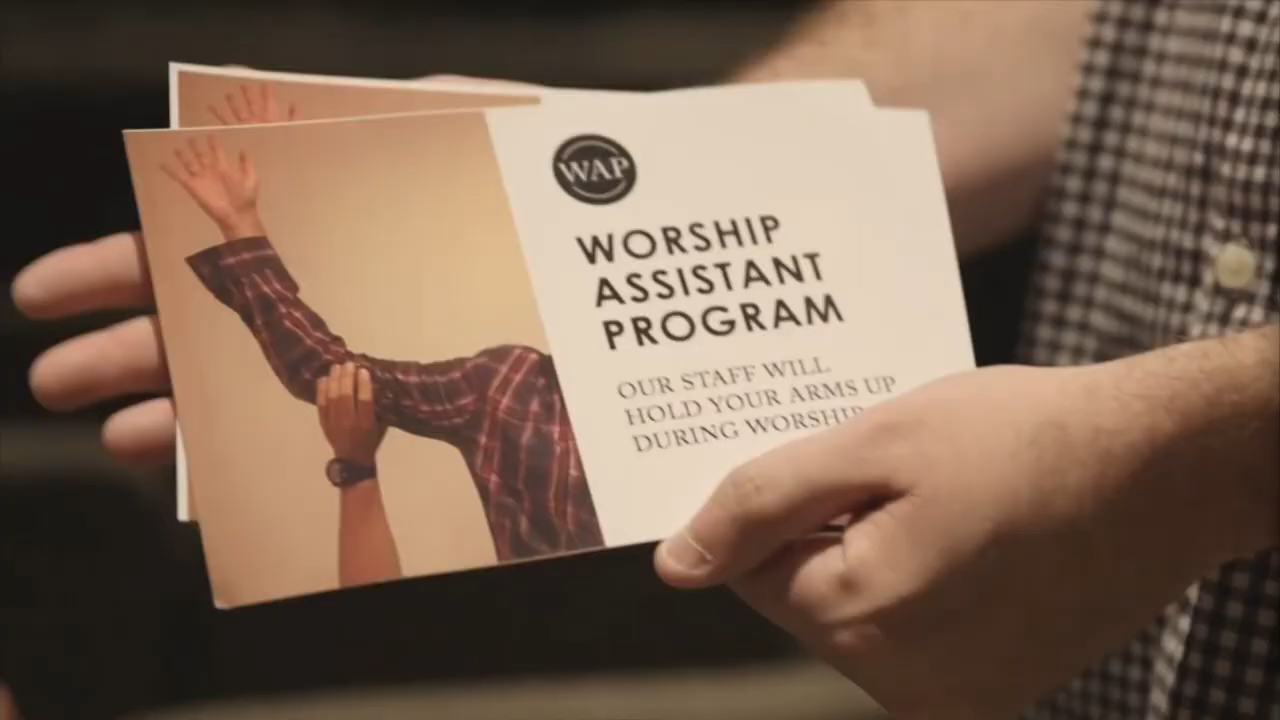 WAP
WORSHIP
ASSISTANT
PROGRAM
OUR STAFF WILL
HOLD YOUR ARMS UP
DURING WORSHIP